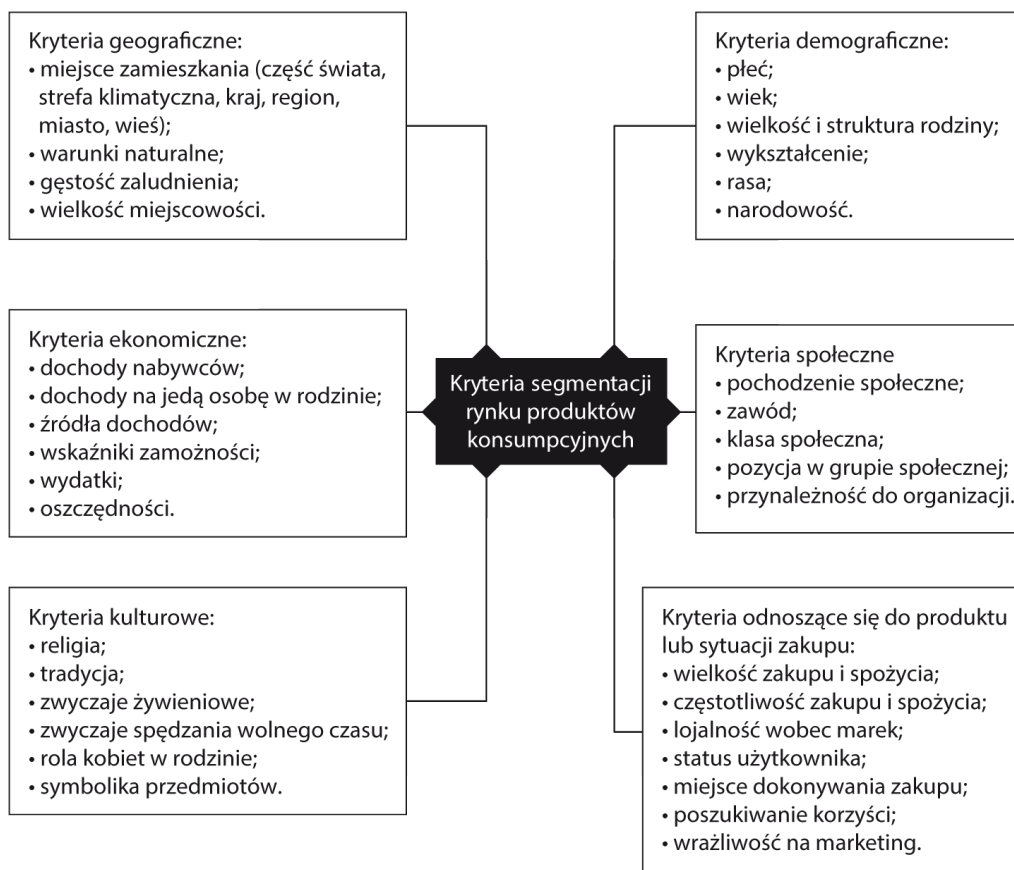 Kryteria geograficzne:
• miejsce zamieszkania (część świata,
strefa klimatyczna, kraj, region,
miasto, wieś);
• warunki naturalne;
• gęstość zaludnienia;
• wielkość miejscowości.
Kryteria demograficzne:
• płeć;
• wiek;
• wielkość i struktura rodziny;
• wykształcenie;
• rasa;
• narodowość.
Kryteria ekonomiczne:
• dochody nabywców;
• dochody na jedą osobę w rodzinie;
• źródła dochodów;
• wskaźniki zamożności;
• wydatki;
• oszczędności.
Kryteria segmentacji
rynku produktów
konsumpcyjnych
Kryteria społeczne
• pochodzenie społeczne;
• zawód;
• klasa społeczna;
• pozycja w grupie społecznej;
• przynależność do organizacji.
Kryteria kulturowe:
• religia;
• tradycja;
• zwyczaje żywieniowe;
• zwyczaje spędzania wolnego czasu;
• rola kobiet w rodzinie;
• symbolika przedmiotów.
Kryteria odnoszące się do produktu
lub sytuacji zakupu:
• wielkość zakupu i spożycia;
• częstotliwość zakupu i spożycia;
• lojalność wobec marek;
• status użytkownika;
• miejsce dokonywania zakupu;
• poszukiwanie korzyści;
• wrażliwość na marketing.